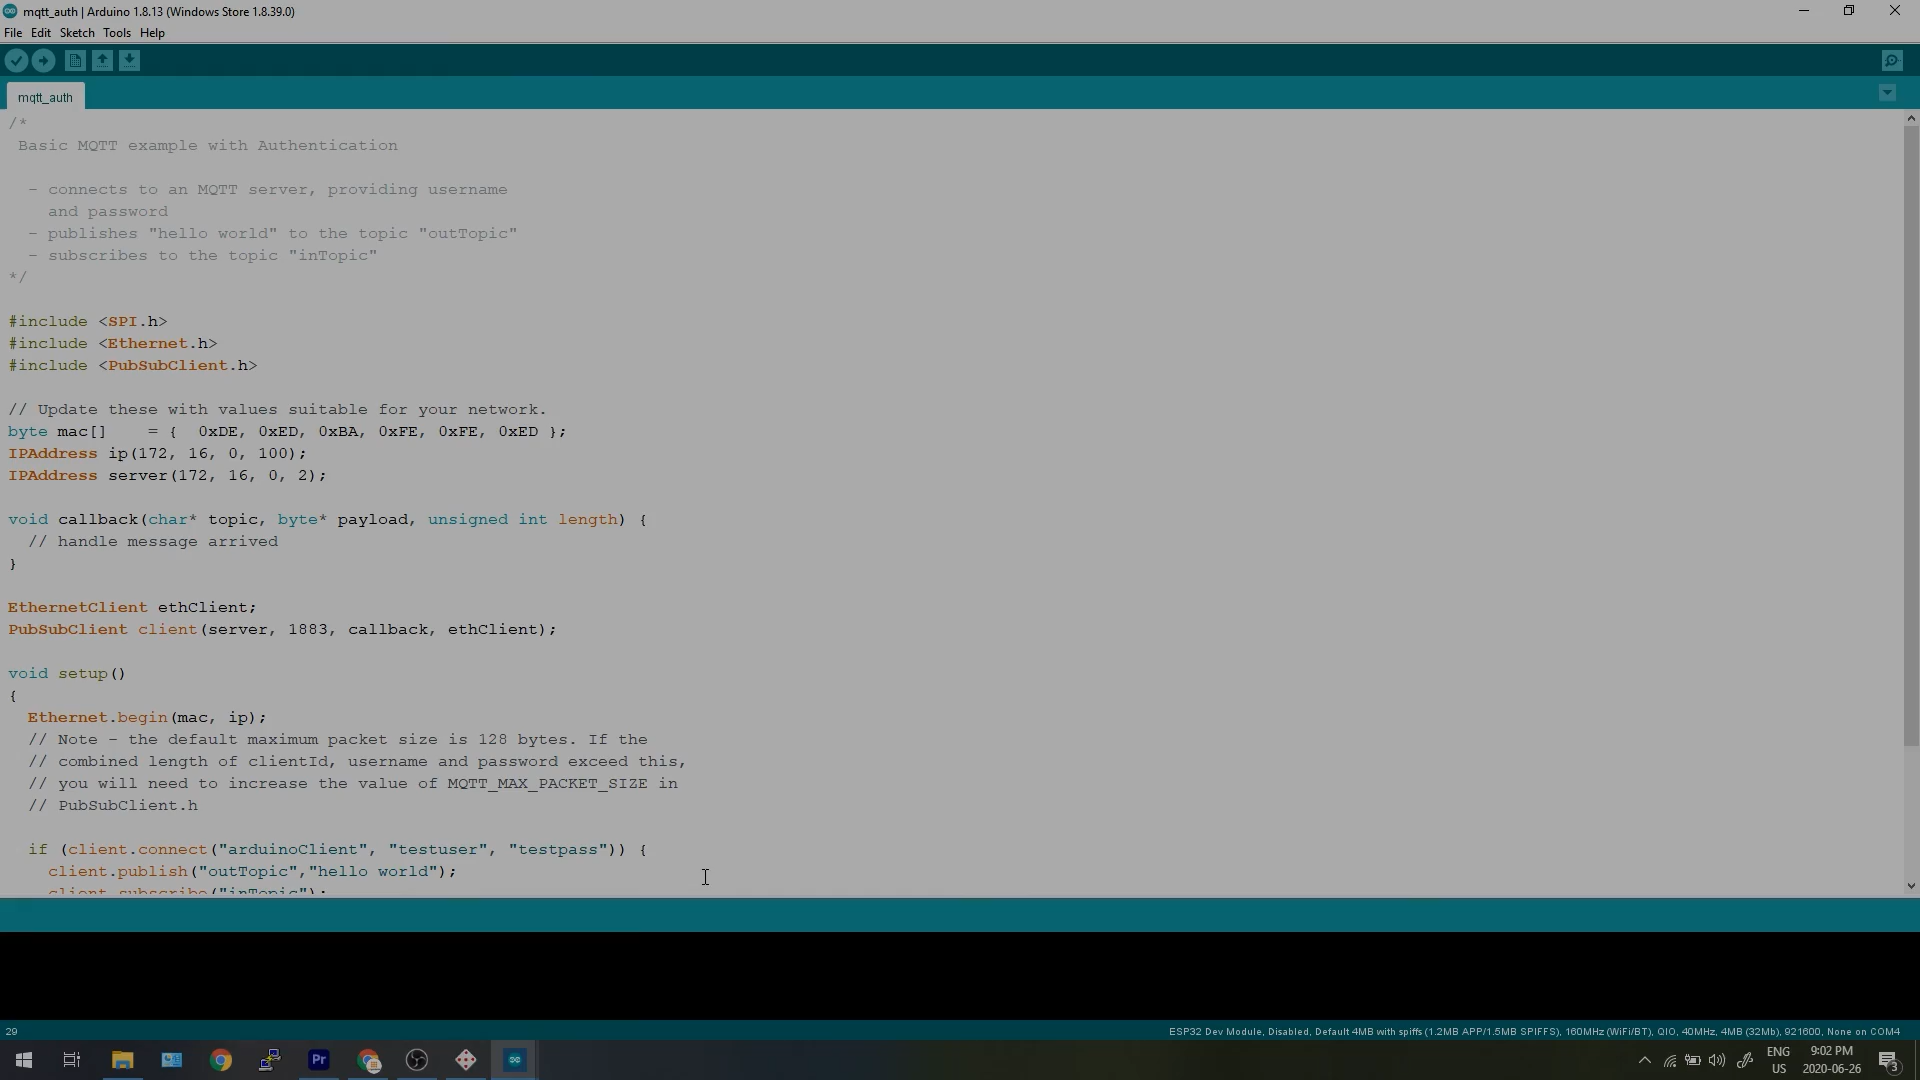 mqtt_auth | Arduino 1.8.13 (Windows Store 1.8.39.0)
File Edit Sketch Tools Help
mqtt_auth
/*
 Basic MQTT example with Authentication

  - connects to an MQTT server, providing username
    and password
  - publishes "hello world" to the topic "outTopic"
  - subscribes to the topic "inTopic"
*/

#include <SPI.h>
#include <Ethernet.h>
#include <PubSubClient.h>

// Update these with values suitable for your network.
byte mac[]    = {  0xDE, 0xED, 0xBA, 0xFE, 0xFE, 0xED };
IPAddress ip(172, 16, 0, 100);
IPAddress server(172, 16, 0, 2);

void callback(char* topic, byte* payload, unsigned int length) {
  // handle message arrived
}

EthernetClient ethClient;
PubSubClient client(server, 1883, callback, ethClient);

void setup()
{
  Ethernet.begin(mac, ip);
  // Note - the default maximum packet size is 128 bytes. If the
  // combined length of clientId, username and password exceed this,
  // you will need to increase the value of MQTT_MAX_PACKET_SIZE in
  // PubSubClient.h

  if (client.connect("arduinoClient", "testuser", "testpass")) {
    client.publish("outTopic","hello world");
    client.subscribe("inTopic");
29
ESP32 Dev Module, Disabled, Default 4MB with spiffs (1.2MB APP/1.5MB SPIFFS), 160MHz (WiFi/BT), QIO, 40MHz, 4MB (32Mb), 921600, None on COM4
Pr
ENG
US
9:02 PM
2020-06-26
3